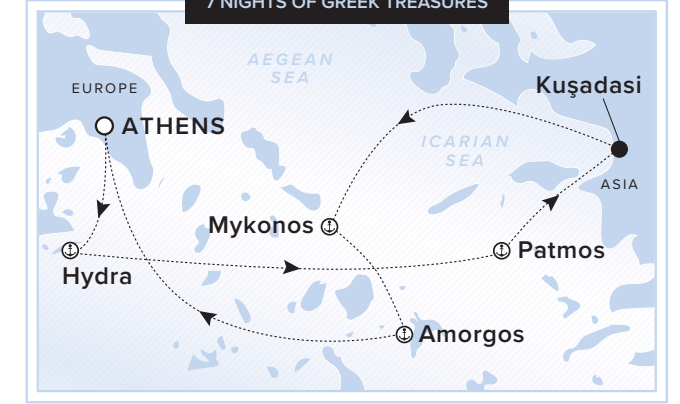 7 NIGHTS OF GREEK TREASURES
AEGEAN
SEA
EUROPE
Kuşadasi
ATHENS
ICARIAN
SEA
ASIA
Mykonos
Patmos
Hydra
Amorgos